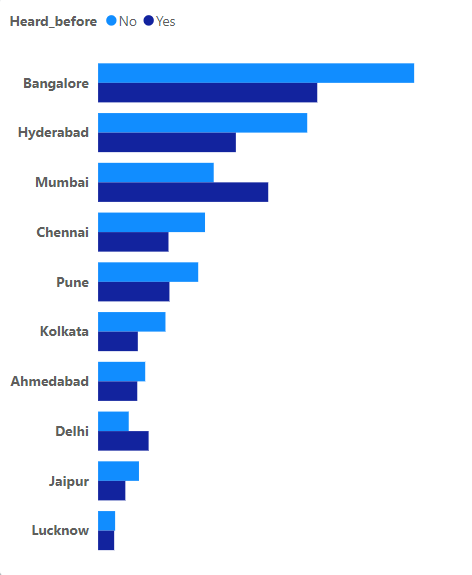 Heard_before No Yes
Bangalore
Hyderabad
Mumbai
Chennai
Pune
Kolkata
Ahmedabad
Delhi
Jaipur
Lucknow